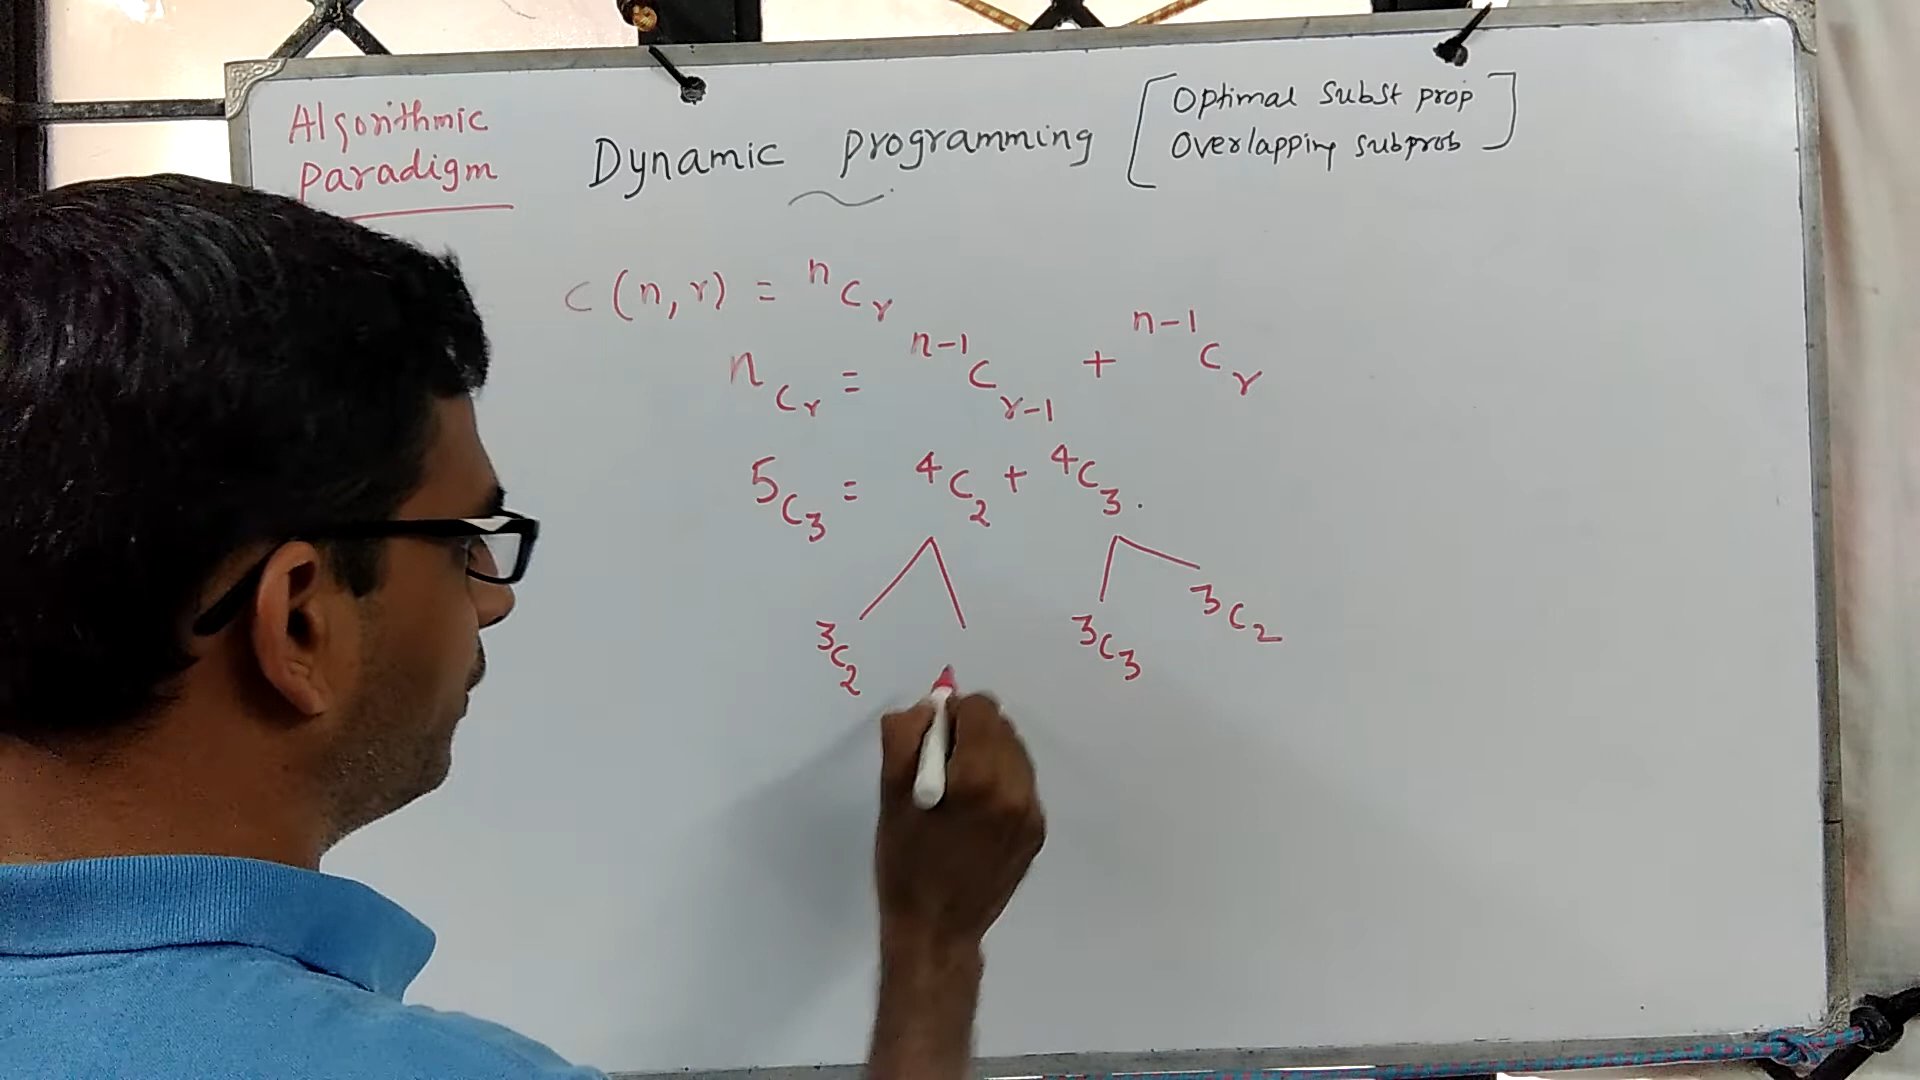 Algorithmic
Paradigm
Dynamic programming
Optimal Subst prop
Overlapping subprob
C (n, r) = nCr
nCr = n-1Cr-1 + n-1Cr
5C3 = 4C2 + 4C3.
3C2 3C3 3C2